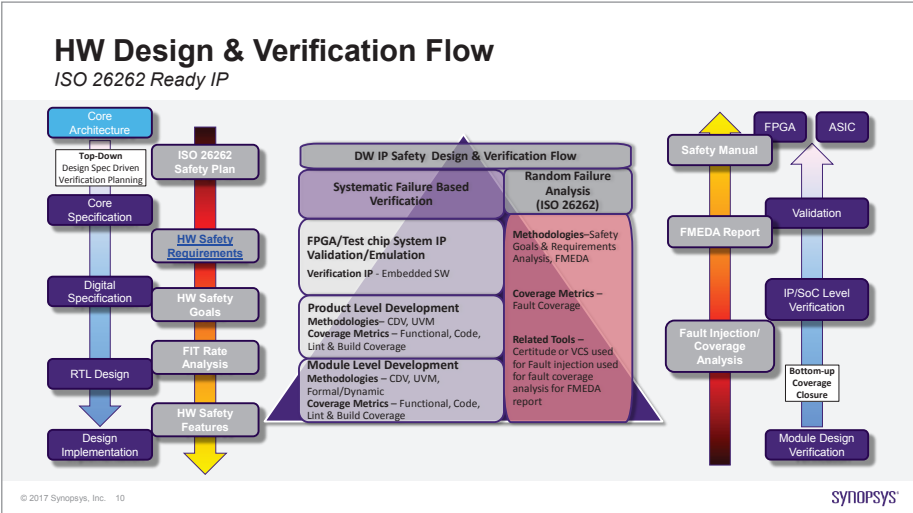 HW Design & Verification Flow
ISO 26262 Ready IP
Core
Architecture
Top-Down
Design Spec Driven
Verification Planning
Core
Specification
Digital
Specification
RTL Design
Design
Implementation
ISO 26262
Safety Plan
HW Safety
Requirements
HW Safety
Goals
FIT Rate
Analysis
HW Safety
Features
DW IP Safety Design & Verification Flow
Systematic Failure Based
Verification
Random Failure
Analysis
(ISO 26262)
FPGA/Test chip System IP
Validation/Emulation
Verification IP - Embedded SW
Product Level Development
Methodologies– CDV, UVM
Coverage Metrics – Functional, Code,
Lint & Build Coverage
Module Level Development
Methodologies – CDV, UVM,
Formal/Dynamic
Coverage Metrics – Functional, Code,
Lint & Build Coverage
Methodologies–Safety
Goals & Requirements
Analysis, FMEDA
Coverage Metrics –
Fault Coverage
Related Tools –
Certitude or VCS used
for Fault injection used
for fault coverage
analysis for FMEDA
report
Safety Manual
FMEDA Report
Fault Injection/
Coverage
Analysis
FPGA
ASIC
Validation
IP/SoC Level
Verification
Bottom-up
Coverage
Closure
Module Design
Verification
© 2017 Synopsys, Inc. 10
SYNOPSYS®